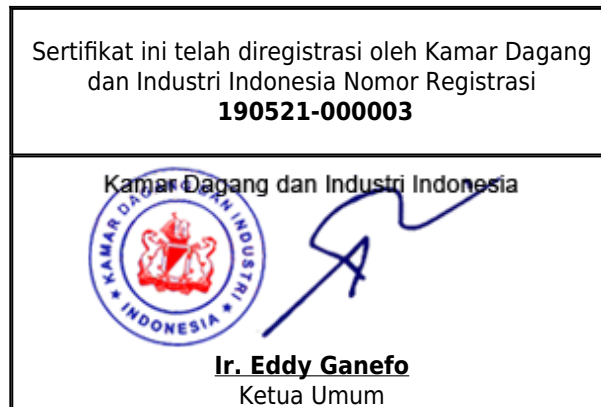 Sertifikat ini telah diregistrasi oleh Kamar Dagang
dan Industri Indonesia Nomor Registrasi
190521-000003
Kamar Dagang dan Industri Indonesia
KAMAR DAGANG DAN INDUSTRI
★ INDONESIA ★
Ir. Eddy Ganefo
Ketua Umum